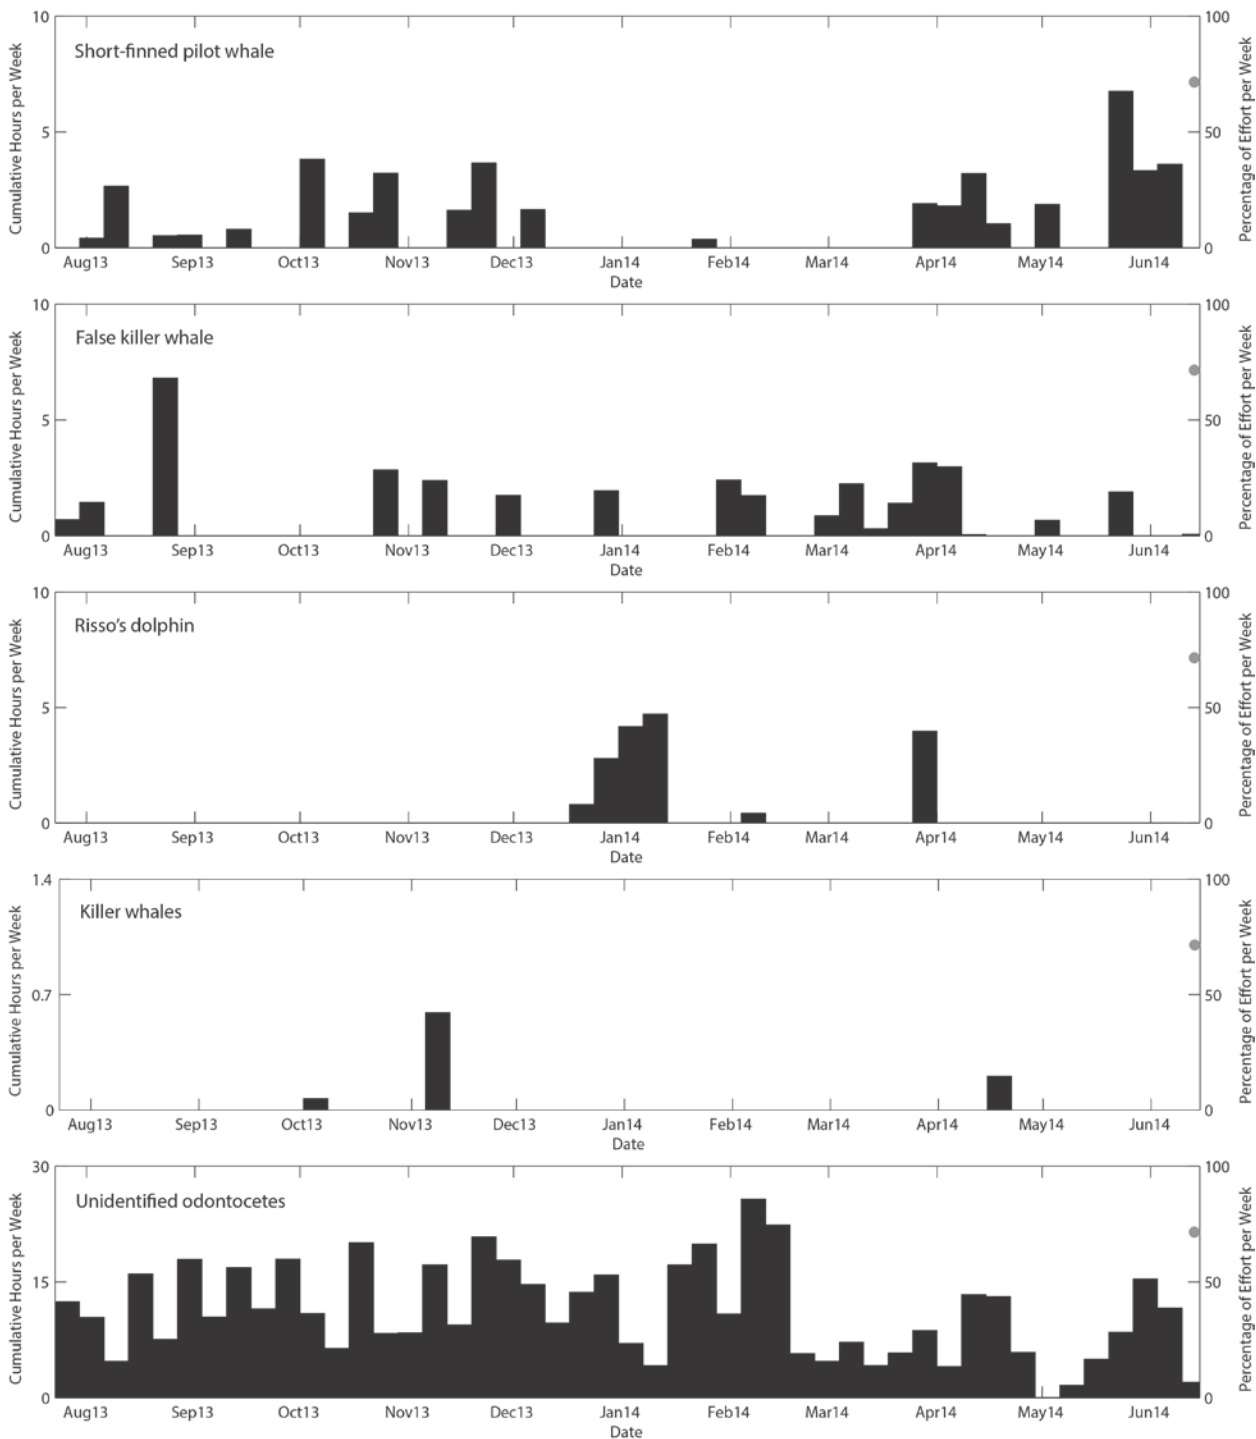 Short-finned pilot whale
Cumulative Hours per Week
10
5
0
Percentage of Effort per Week
100
50
0
Aug13 Sep13 Oct13 Nov13 Dec13 Jan14 Feb14 Mar14 Apr14 May14 Jun14
Date
False killer whale
Cumulative Hours per Week
10
5
0
Percentage of Effort per Week
100
50
0
Aug13 Sep13 Oct13 Nov13 Dec13 Jan14 Feb14 Mar14 Apr14 May14 Jun14
Date
Risso's dolphin
Cumulative Hours per Week
10
5
0
Percentage of Effort per Week
100
50
0
Aug13 Sep13 Oct13 Nov13 Dec13 Jan14 Feb14 Mar14 Apr14 May14 Jun14
Date
Killer whales
Cumulative Hours per Week
1.4
0.7
0
Percentage of Effort per Week
100
50
0
Aug13 Sep13 Oct13 Nov13 Dec13 Jan14 Feb14 Mar14 Apr14 May14 Jun14
Date
Unidentified odontocetes
Cumulative Hours per Week
30
15
0
Percentage of Effort per Week
100
50
0
Aug13 Sep13 Oct13 Nov13 Dec13 Jan14 Feb14 Mar14 Apr14 May14 Jun14
Date